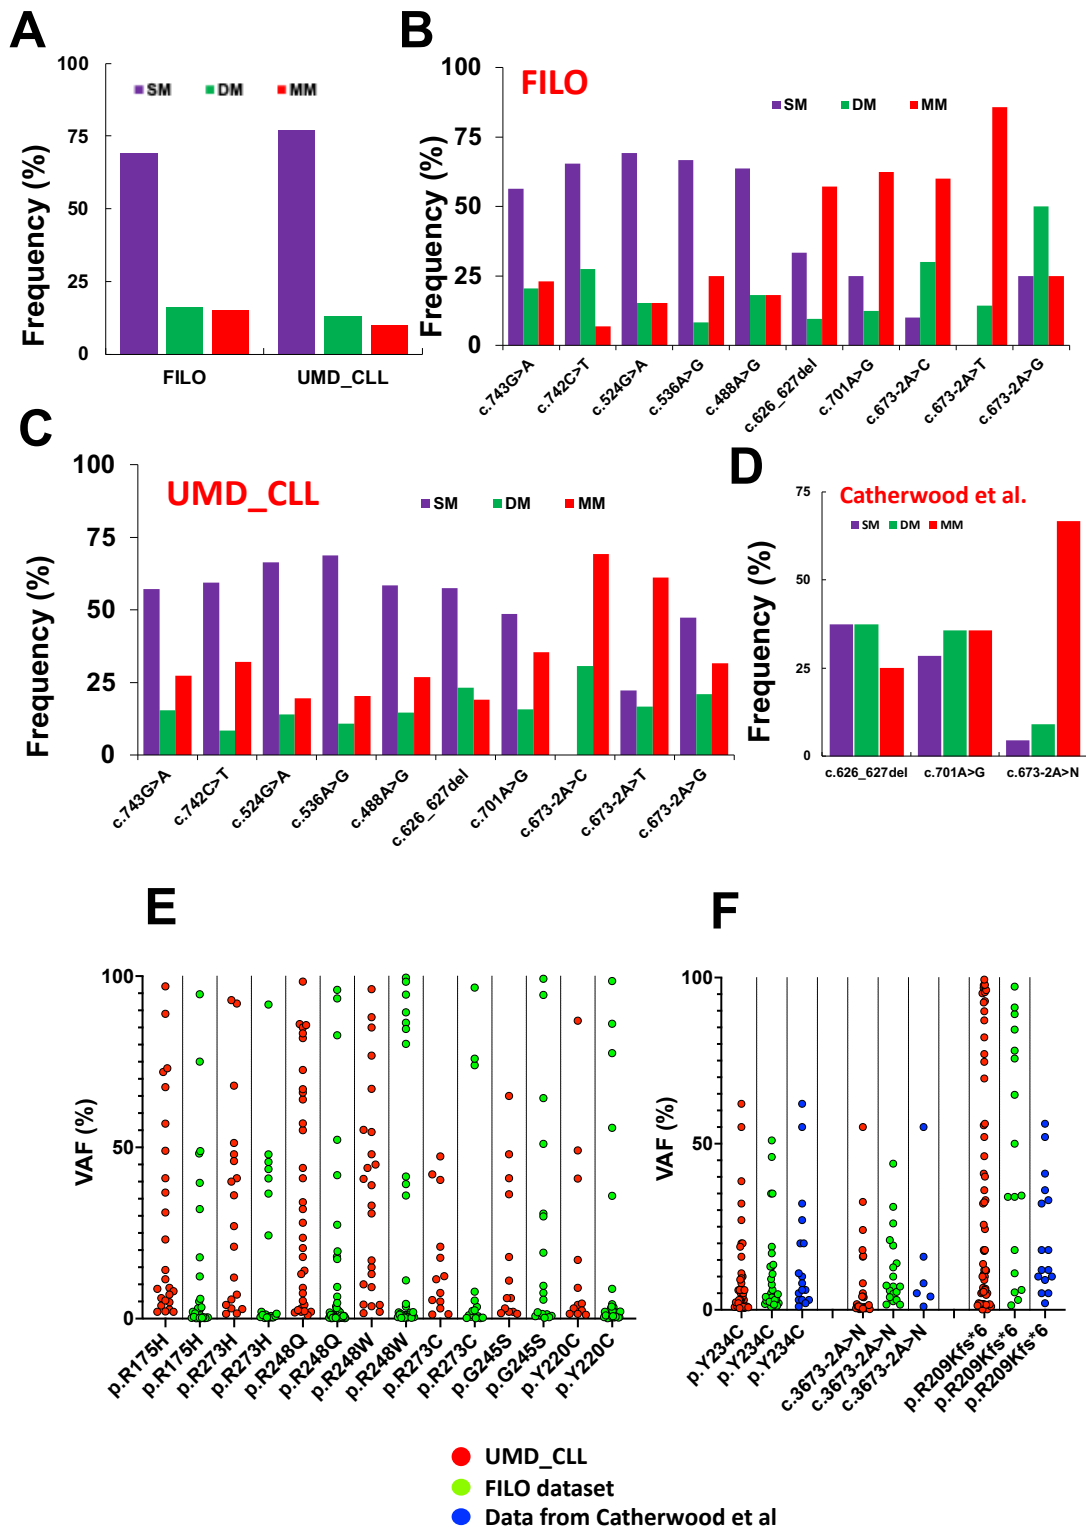 A
100
75
50
25
0
Frequency (%)
SM DM MM
FILO UMD_CLL
B
FILO
100
75
50
25
0
Frequency (%)
SM DM MM
c.743G>A c.742C>T c.524G>A c.536A>G c.488A>G c.626_627del c.701A>G c.673-2A>C c.673-2A>T c.673-2A>G
C
UMD_CLL
100
75
50
25
0
Frequency (%)
SM DM MM
c.743G>A c.742C>T c.524G>A c.536A>G c.488A>G c.626_627del c.701A>G c.673-2A>C c.673-2A>T c.673-2A>G
D
Catherwood et al.
75
50
25
0
Frequency (%)
SM DM MM
c.626_627del c.701A>G c.673-2A>N
E
100
50
0
VAF (%)
p.R175H p.R175H p.R273H p.R273H p.R248Q p.R248Q p.R248W p.R248W p.R273C p.R273C p.G245S p.G245S p.Y220C p.Y220C
F
100
50
0
VAF (%)
p.Y234C p.Y234C p.Y234C c.3673-2A>N c.3673-2A>N c.3673-2A>N p.R209Kfs*6 p.R209Kfs*6 p.R209Kfs*6
UMD_CLL
FILO dataset
Data from Catherwood et al